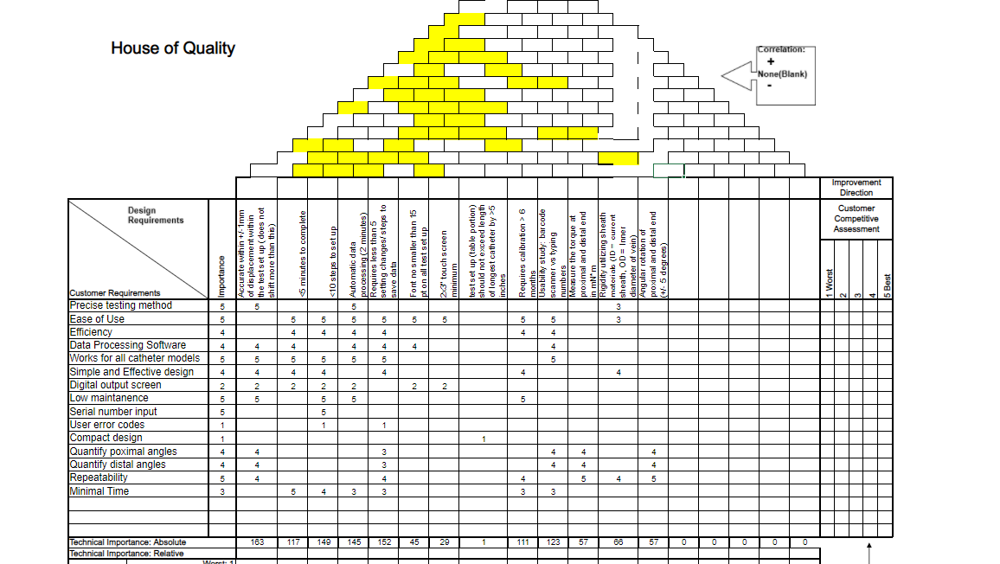 House of Quality
Correlation:
+
None(Blank)
-
Improvement
Direction
Design
Requirements
Customer Requirements
Importance
Accurate within +/-1mm
of displacement within
the test set up (does not
shift more than this)
<5 minutes to complete
<10 steps to set up
Automatic data
processing (2 minutes)
Requires less than 5
setting changes/ steps to
save data
Font no smaller than 15
pt on all test set up
2x3" touch screen
minimum
test set up (table portion)
should not exceed length
of longest catheter by >5
inches
Requires calibration > 6
months
Usability study: barcode
scanner vs typing
numbers
Measure the torque at
proximal and distal end
in mN*m
Rigidity utilizing sheath
materials (ID = current
sheath, OD = Inner
diameter of vein)
Angular rotation of
proximal and distal end
(+/- 5 degrees)
Customer
Competitive
Assessment
1 Worst
2
3
4
5 Best
Precise testing method 5 5 5 3
Ease of Use 5 5 5 5 5 5 5 5 5 3
Efficiency 4 4 4 4 4 4 4
Data Processing Software 4 4 4 4 4 4 4
Works for all catheter models 5 5 5 5 5 5 5
Simple and Effective design 4 4 4 4 4 4 4
Digital output screen 2 2 2 2 2 2 2
Low maintanence 5 5 5 5 5
Serial number input 5 5
User error codes 1 1 1
Compact design 1 1
Quantify poximal angles 4 4 3 4 4 4
Quantify distal angles 4 4 3 4 4 4
Repeatability 5 4 4 4 5 4 5
Minimal Time 3 5 4 3 3 3 3
Technical Importance: Absolute 163 117 149 145 152 45 29 1 111 123 57 66 57 0 0 0 0 0
Technical Importance: Relative
Worst: 1